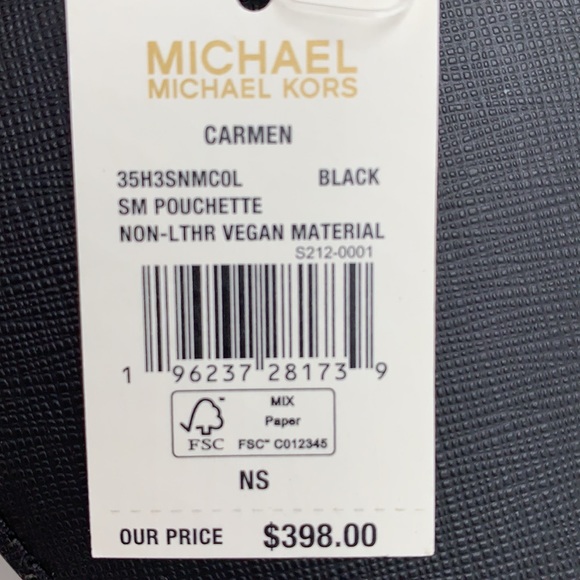 MICHAEL
MICHAEL KORS
CARMEN
35H3SNMC0L BLACK
SM POUCHETTE
NON-LTHR VEGAN MATERIAL
S212-0001
1 96237 28173 9
MIX
Paper
FSC FSC™ C012345
NS
OUR PRICE $398.00